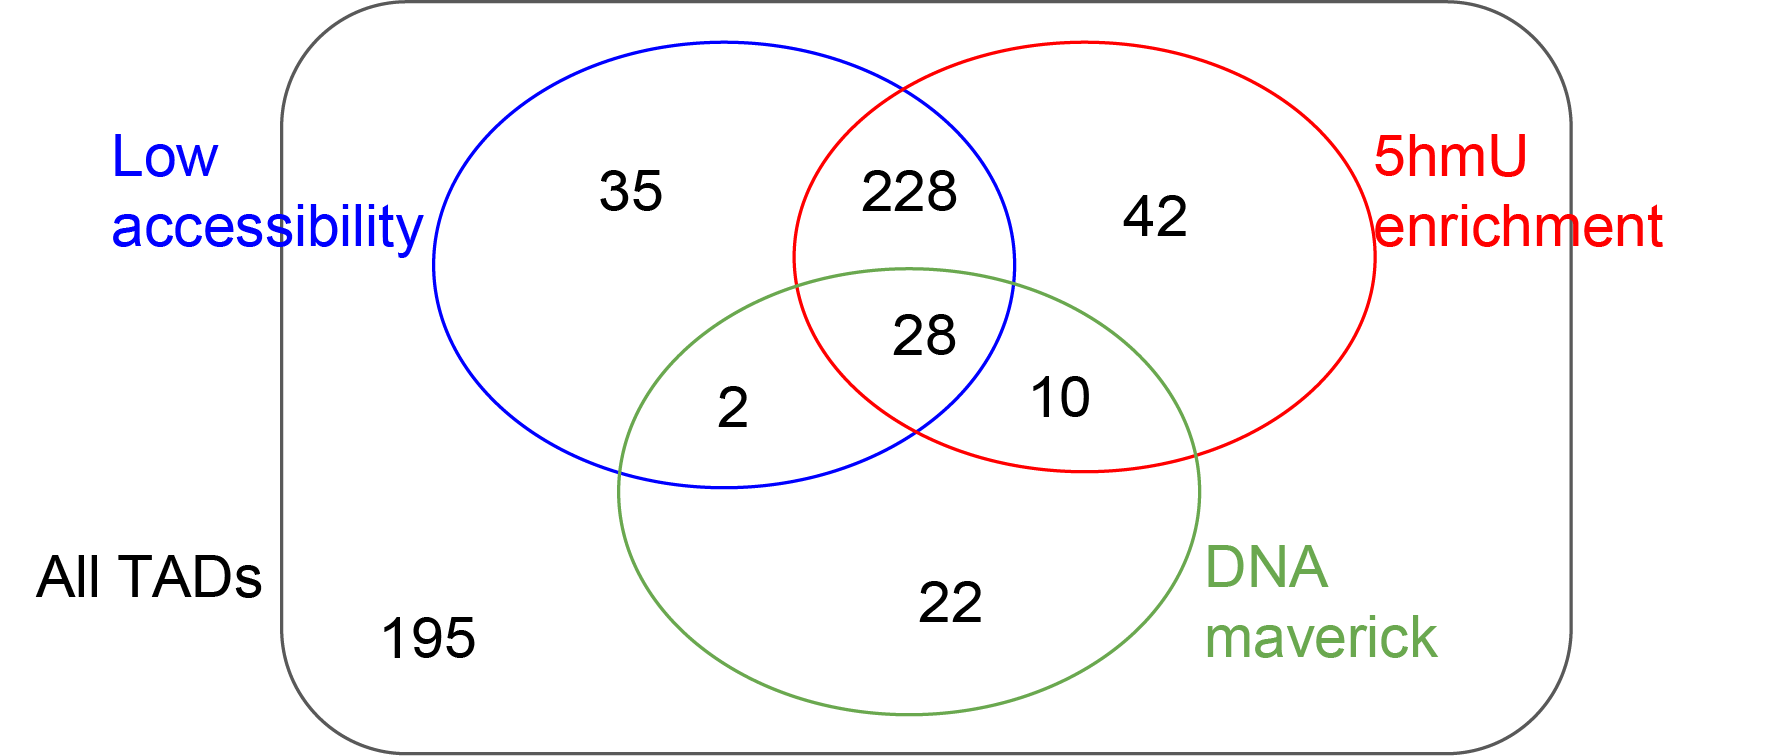 Low
accessibility
5hmU
enrichment
35
228
42
28
2
10
All TADs
195
22
DNA
maverick